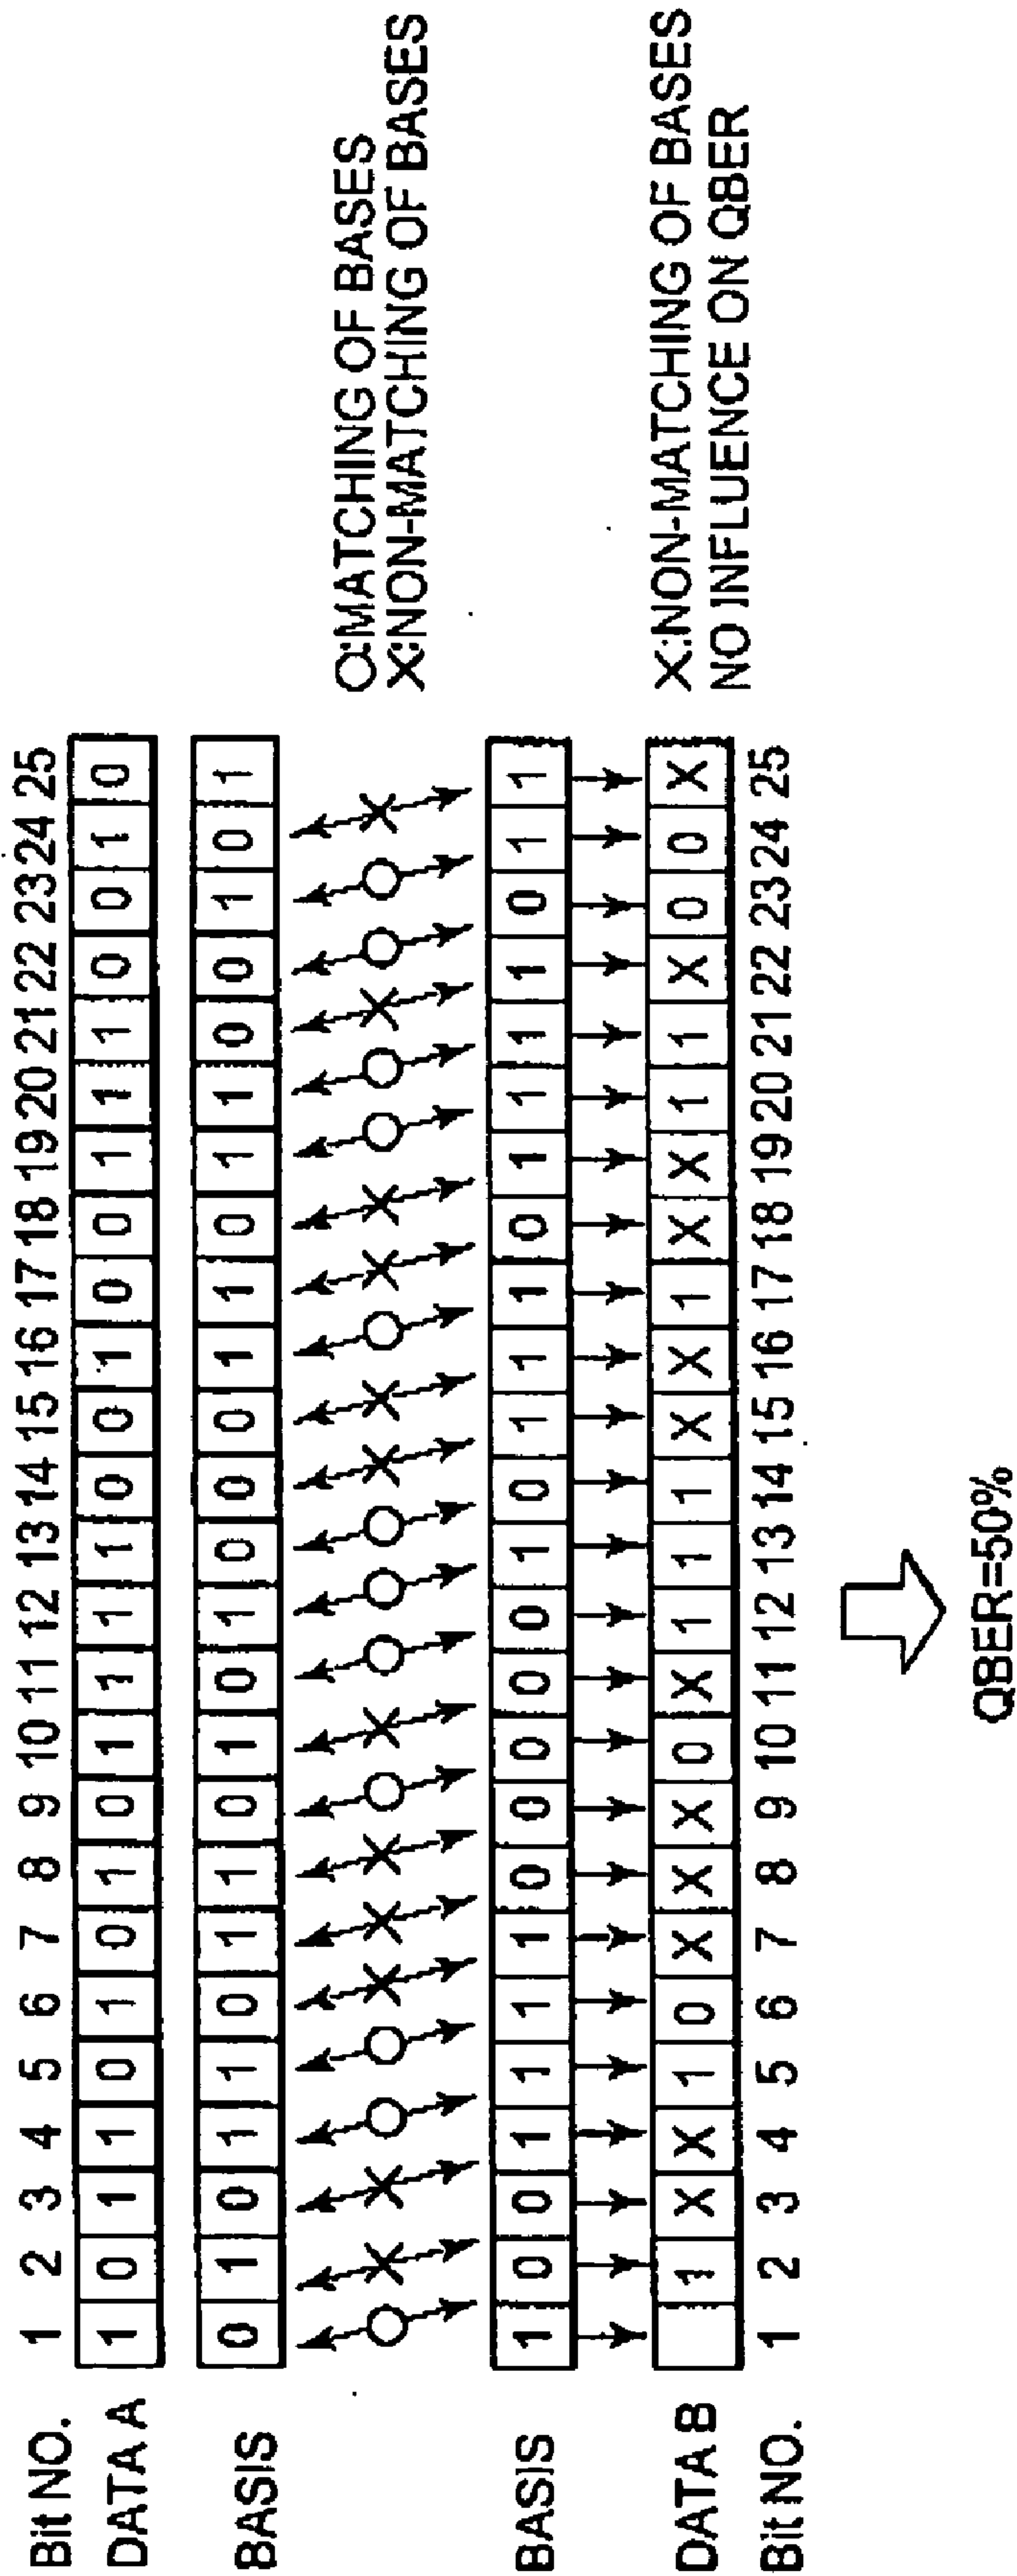 Bit NO. 1 2 3 4 5 6 7 8 9 10 11 12 13 14 15 16 17 18 19 20 21 22 23 24 25
DATA A 1 0 1 1 0 1 0 1 0 1 1 1 1 0 0 1 0 0 1 1 1 0 0 1 0
BASIS 0 1 0 1 1 0 1 1 0 1 0 1 0 0 0 1 1 0 1 1 0 0 1 0 1
O:MATCHING OF BASES
X:NON-MATCHING OF BASES
O X X O O X X X O X O O O X X O X X O O X O O X
BASIS 1 0 0 1 1 1 1 0 0 0 0 0 1 0 1 1 1 0 1 1 1 1 0 1 1
DATA B 1 X X 1 0 X X X 0 X 1 1 1 X X 1 X X 1 1 X 0 0 X
X:NON-MATCHING OF BASES
NO INFLUENCE ON QBER
Bit NO. 1 2 3 4 5 6 7 8 9 10 11 12 13 14 15 16 17 18 19 20 21 22 23 24 25
QBER=50%